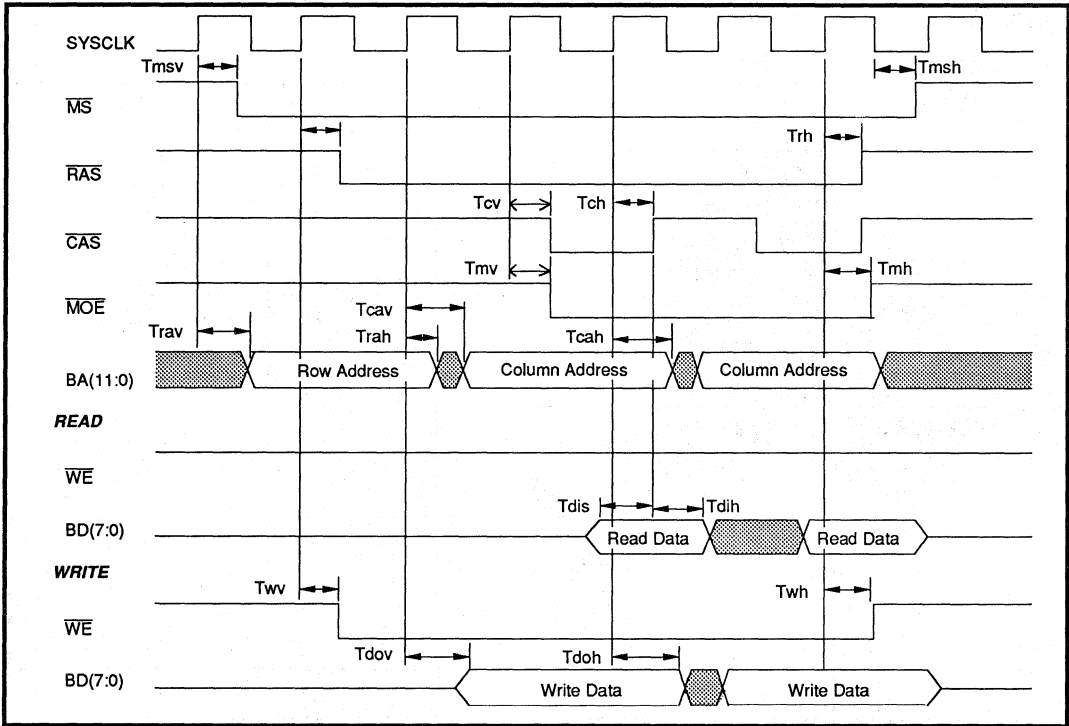 SYSCLK
Tmsv Tmsh
MS
Trh
RAS
Tcv Tch
CAS
Tmv Tmh
MOE
Tcav
Trav Trah Tcah
BA(11:0) Row Address Column Address Column Address
READ
WE
Tdis Tdih
BD(7:0) Read Data Read Data
WRITE
Twv Twh
WE
Tdov Tdoh
BD(7:0) Write Data Write Data